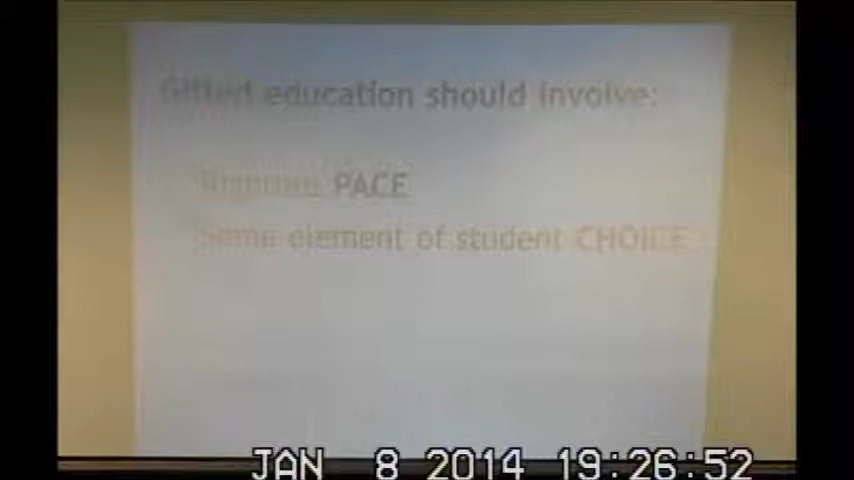 Gifted education should involve:
PACE
Some element of student CHOICE
JAN 8 2014 19:26:52